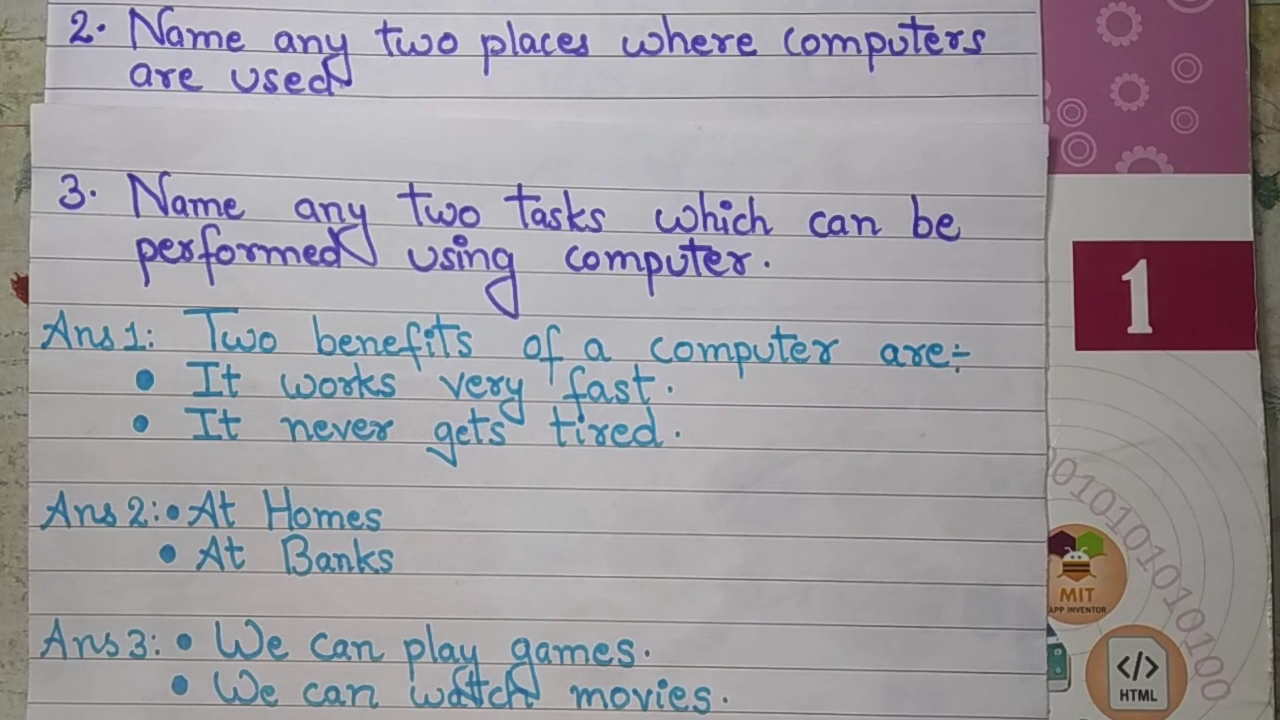 2. Name any two places where computers
are used
3. Name any two tasks which can be
performed using computer.
Ans 1: Two benefits of a computer are:-
• It works very fast.
• It never gets tired.
Ans 2: • At Homes
• At Banks
Ans 3: • We can play games.
• We can watch movies.
1
01010101010100
MIT
APP INVENTOR
</>
HTML